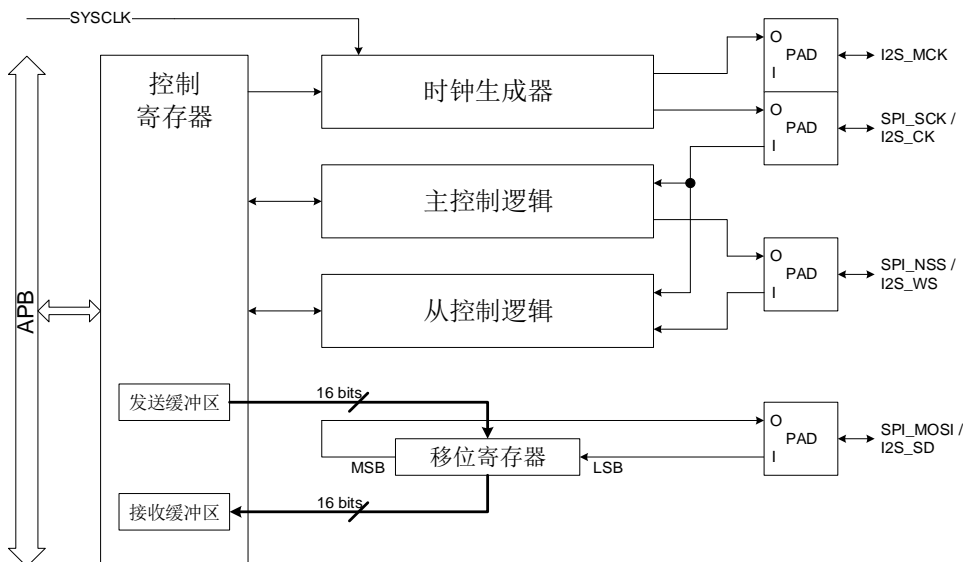 SYSCLK
APB
控制
寄存器
时钟生成器
O
PAD
I
I2S_MCK
O
PAD
I
SPI_SCK /
I2S_CK
主控制逻辑
O
PAD
I
SPI_NSS /
I2S_WS
从控制逻辑
发送缓冲区
16 bits
移位寄存器
MSB
LSB
O
PAD
I
SPI_MOSI /
I2S_SD
接收缓冲区
16 bits